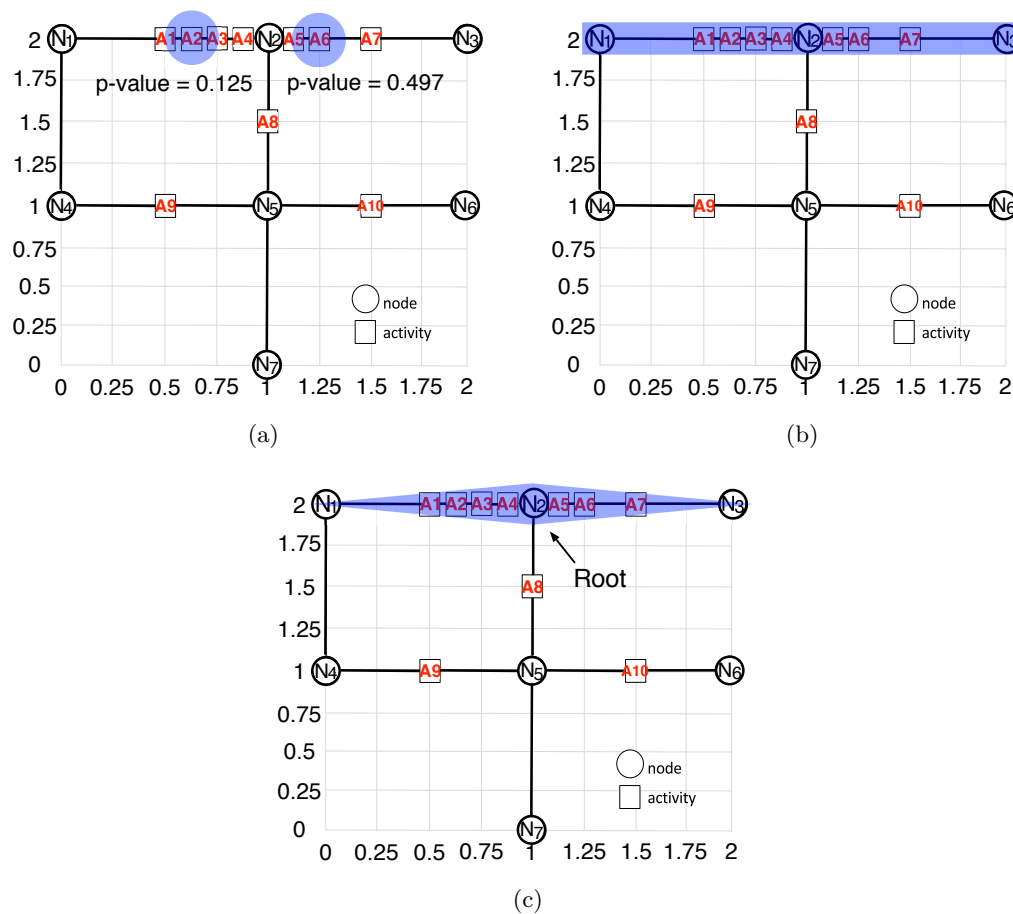 2 N1 A1 A2 A3 A4 N2 A5 A6 A7 N3
1.75 p-value = 0.125 p-value = 0.497
1.5 A8
1.25
1 N4 A9 N5 A10 N6
0.75
0.5 node
0.25 activity
0 N7
0 0.25 0.5 0.75 1 1.25 1.5 1.75 2
(a)
2 N1 A1 A2 A3 A4 N2 A5 A6 A7 N3
1.75
1.5 A8
1.25
1 N4 A9 N5 A10 N6
0.75
0.5 node
0.25 activity
0 N7
0 0.25 0.5 0.75 1 1.25 1.5 1.75 2
(b)
2 N1 A1 A2 A3 A4 N2 A5 A6 A7 N3
1.75
Root
1.5 A8
1.25
1 N4 A9 N5 A10 N6
0.75
0.5 node
0.25 activity
0 N7
0 0.25 0.5 0.75 1 1.25 1.5 1.75 2
(c)